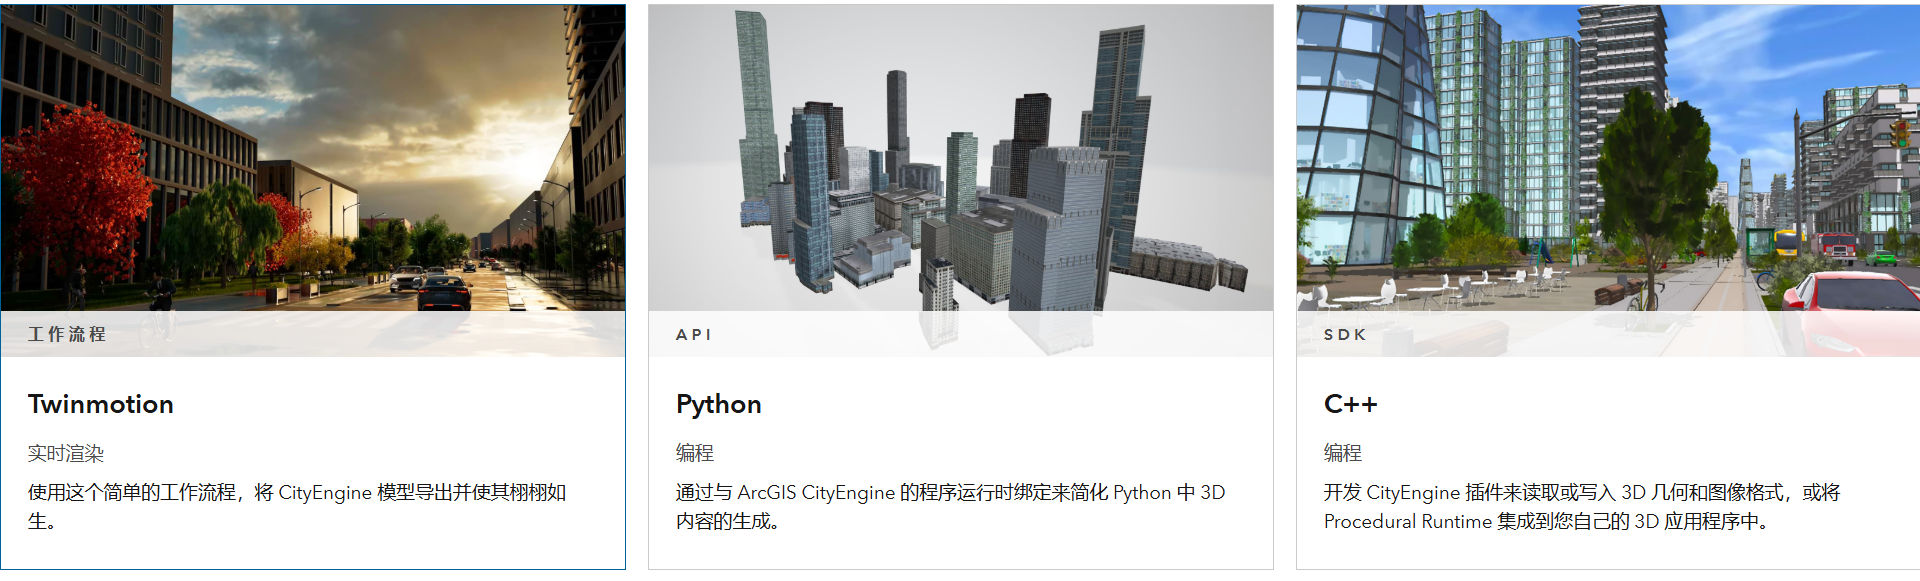 工作流程
Twinmotion
实时渲染
使用这个简单的工作流程，将 CityEngine 模型导出并使其栩栩如
生。
API
Python
编程
通过与 ArcGIS CityEngine 的程序运行时绑定来简化 Python 中 3D
内容的生成。
SDK
C++
编程
开发 CityEngine 插件来读取或写入 3D 几何和图像格式，或将
Procedural Runtime 集成到您自己的 3D 应用程序中。